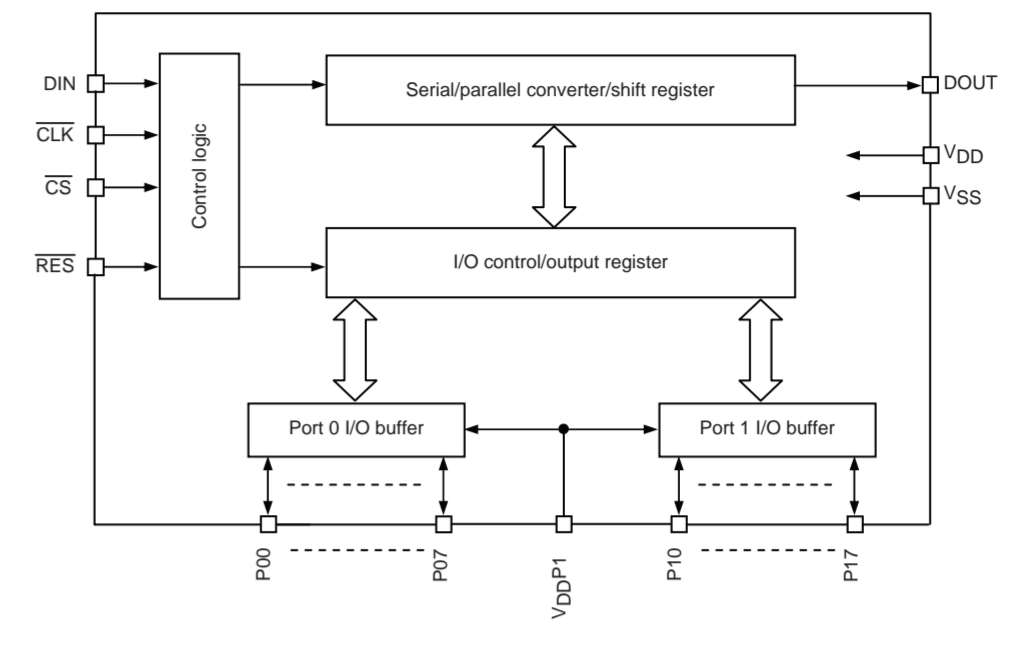 DIN
CLK
CS
RES
Control logic
Serial/parallel converter/shift register
DOUT
VDD
VSS
I/O control/output register
Port 0 I/O buffer
Port 1 I/O buffer
P00
P07
VDDP1
P10
P17